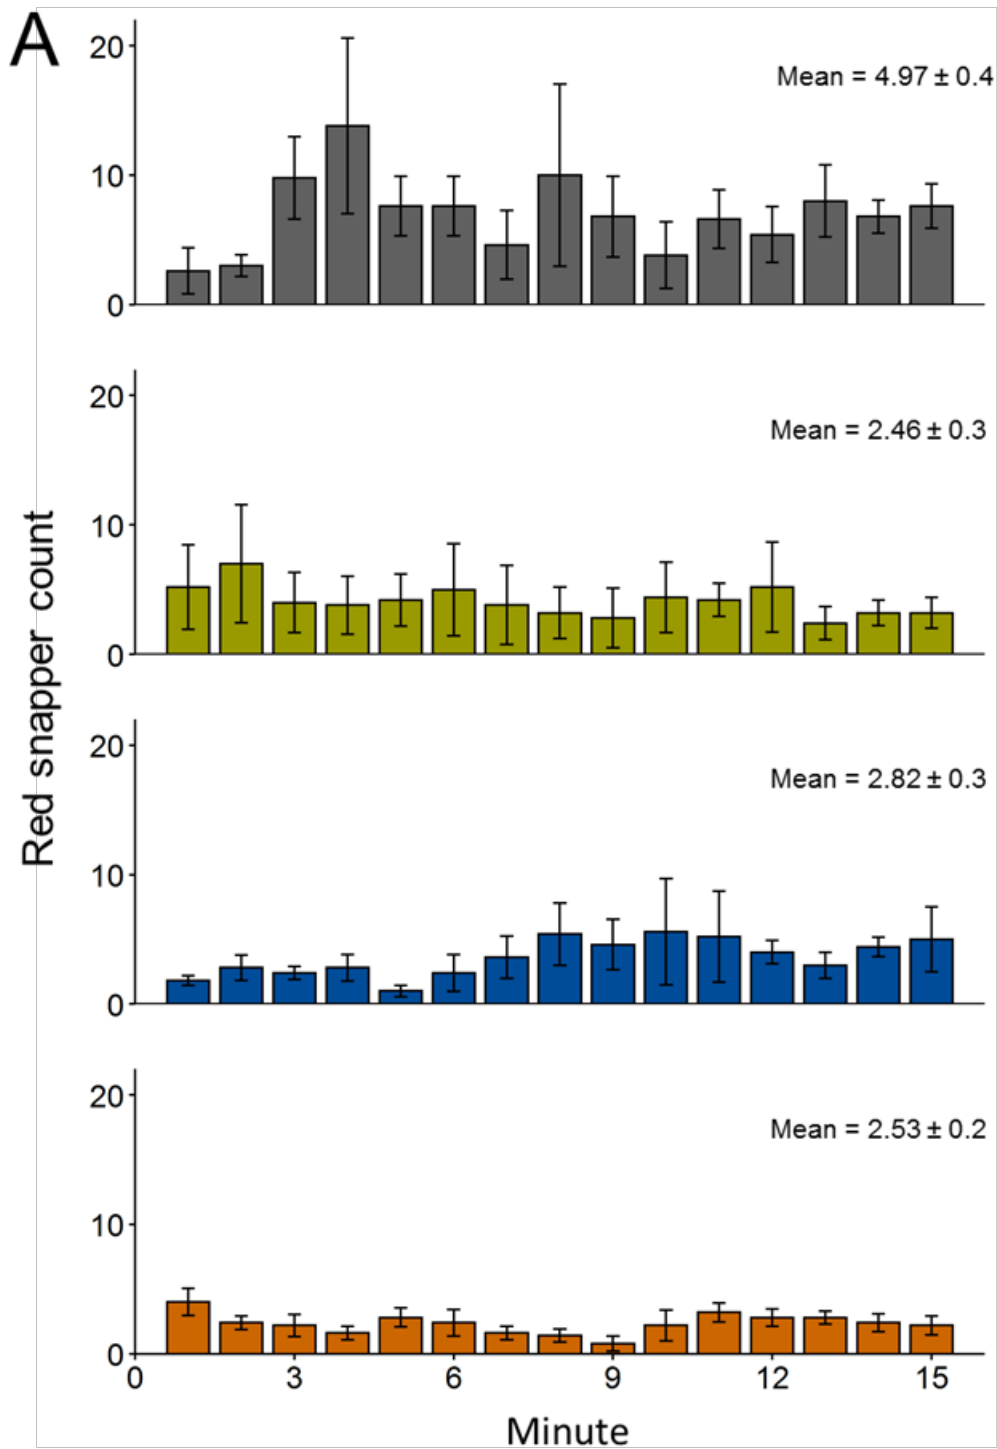 A
20
10
0
Mean = 4.97 ± 0.4
20
10
0
Mean = 2.46 ± 0.3
Red snapper count
20
10
0
Mean = 2.82 ± 0.3
20
10
0
Mean = 2.53 ± 0.2
0 3 6 9 12 15
Minute